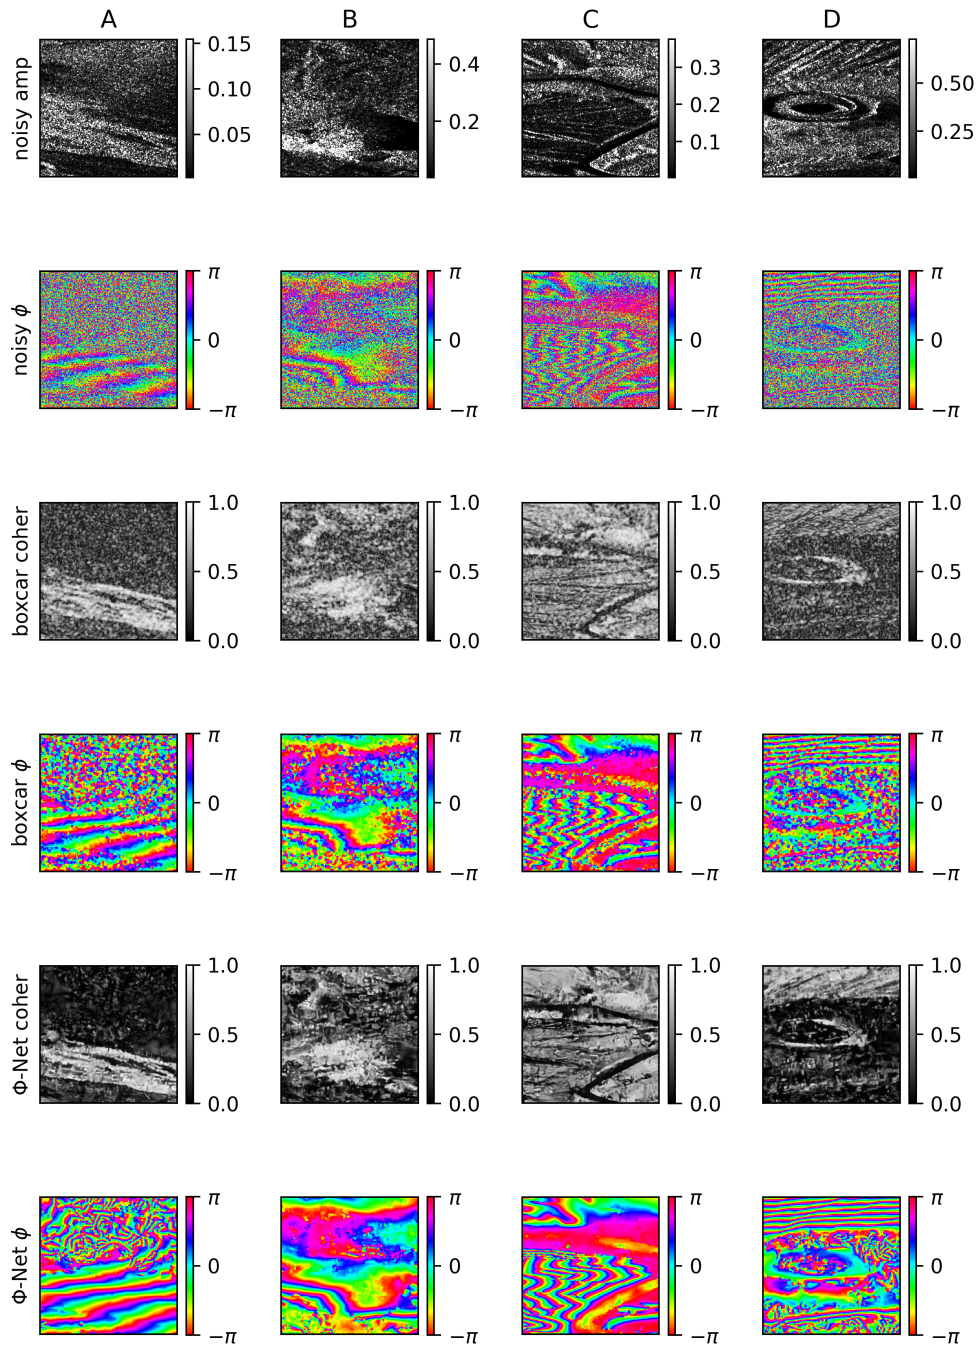 A B C D
noisy amp 0.15 0.10 0.05 0.4 0.2 0.3 0.2 0.1 0.50 0.25
noisy ϕ π 0 −π π 0 −π π 0 −π π 0 −π
boxcar coher 1.0 0.5 0.0 1.0 0.5 0.0 1.0 0.5 0.0 1.0 0.5 0.0
boxcar ϕ π 0 −π π 0 −π π 0 −π π 0 −π
Φ-Net coher 1.0 0.5 0.0 1.0 0.5 0.0 1.0 0.5 0.0 1.0 0.5 0.0
Φ-Net ϕ π 0 −π π 0 −π π 0 −π π 0 −π